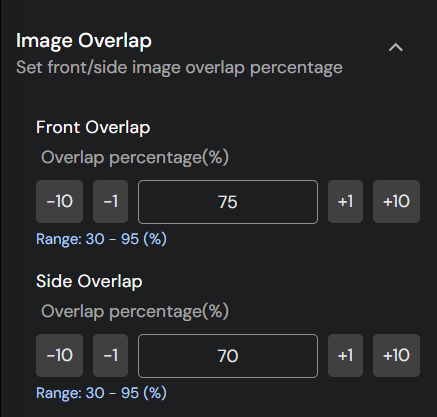 Image Overlap
Set front/side image overlap percentage
Front Overlap
Overlap percentage(%)
-10 -1 75 +1 +10
Range: 30 - 95 (%)
Side Overlap
Overlap percentage(%)
-10 -1 70 +1 +10
Range: 30 - 95 (%)